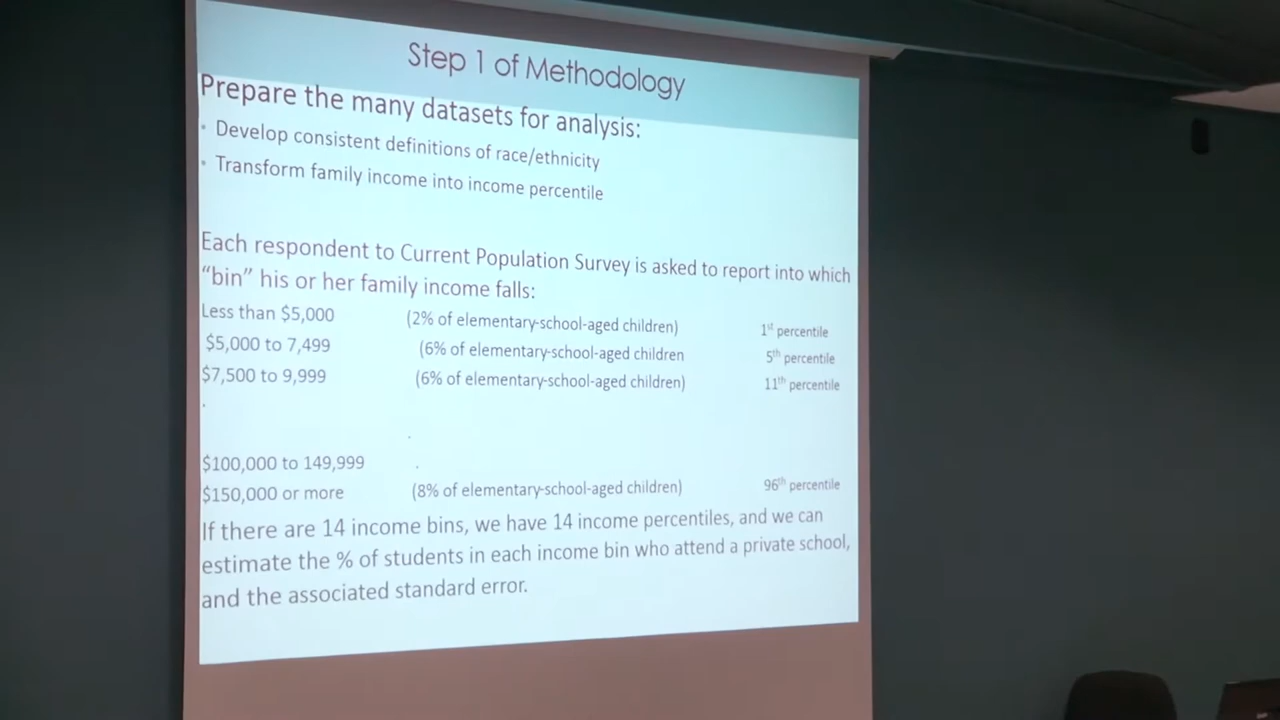 Step 1 of Methodology
Prepare the many datasets for analysis:
• Develop consistent definitions of race/ethnicity
• Transform family income into income percentile
Each respondent to Current Population Survey is asked to report into which
“bin” his or her family income falls:
Less than $5,000 (2% of elementary-school-aged children) 1st percentile
$5,000 to 7,499 (6% of elementary-school-aged children 5th percentile
$7,500 to 9,999 (6% of elementary-school-aged children) 11th percentile
.
.
$100,000 to 149,999 .
$150,000 or more (8% of elementary-school-aged children) 96th percentile
If there are 14 income bins, we have 14 income percentiles, and we can
estimate the % of students in each income bin who attend a private school,
and the associated standard error.